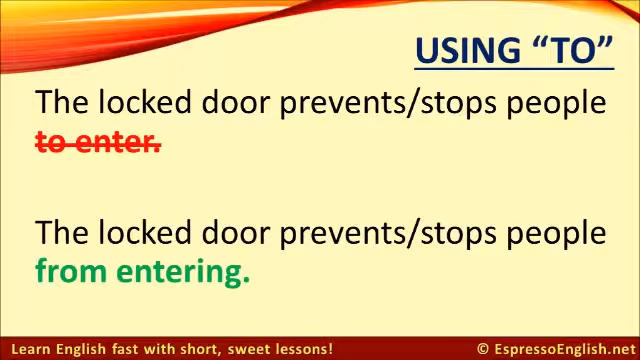 USING “TO”
The locked door prevents/stops people
to enter.
The locked door prevents/stops people
from entering.
Learn English fast with short, sweet lessons!
© EspressoEnglish.net